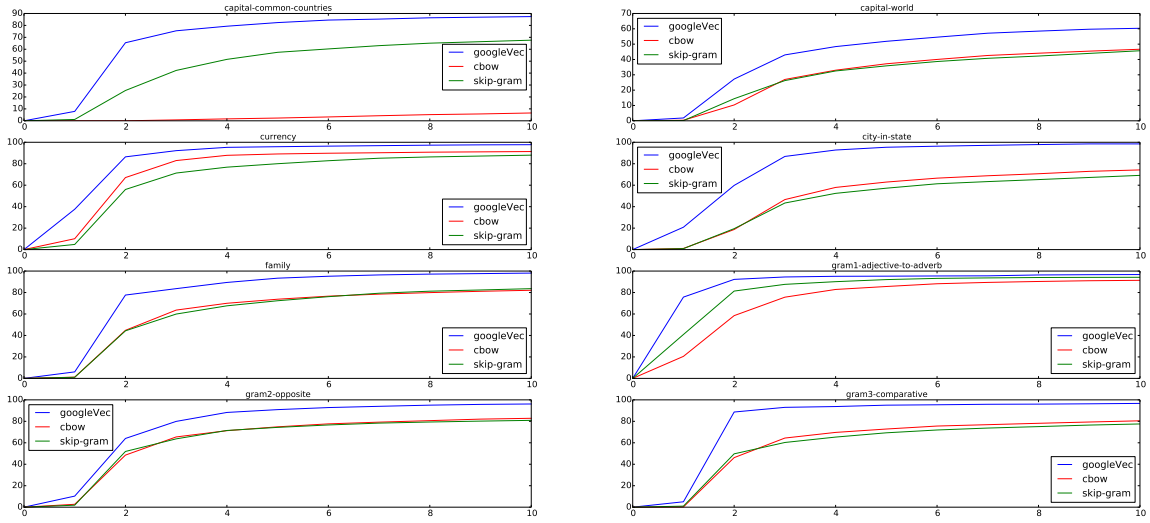 capital-common-countries
90
80
70
60
50
40
30
20
10
0
googleVec
cbow
skip-gram
0 2 4 6 8 10
capital-world
70
60
50
40
30
20
10
0
googleVec
cbow
skip-gram
0 2 4 6 8 10
currency
100
80
60
40
20
0
googleVec
cbow
skip-gram
0 2 4 6 8 10
city-in-state
100
80
60
40
20
0
googleVec
cbow
skip-gram
0 2 4 6 8 10
family
100
80
60
40
20
0
googleVec
cbow
skip-gram
0 2 4 6 8 10
gram1-adjective-to-adverb
100
80
60
40
20
0
googleVec
cbow
skip-gram
0 2 4 6 8 10
gram2-opposite
100
80
60
40
20
0
googleVec
cbow
skip-gram
0 2 4 6 8 10
gram3-comparative
100
80
60
40
20
0
googleVec
cbow
skip-gram
0 2 4 6 8 10